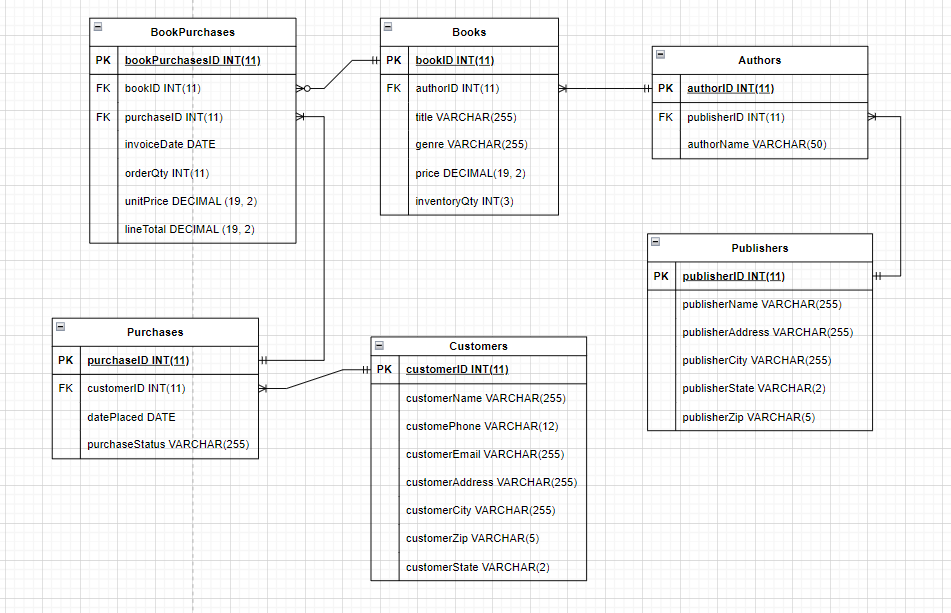 BookPurchases
PK bookPurchasesID INT(11)
FK bookID INT(11)
FK purchaseID INT(11)
invoiceDate DATE
orderQty INT(11)
unitPrice DECIMAL (19, 2)
lineTotal DECIMAL (19, 2)
Books
PK bookID INT(11)
FK authorID INT(11)
title VARCHAR(255)
genre VARCHAR(255)
price DECIMAL(19, 2)
inventoryQty INT(3)
Authors
PK authorID INT(11)
FK publisherID INT(11)
authorName VARCHAR(50)
Publishers
PK publisherID INT(11)
publisherName VARCHAR(255)
publisherAddress VARCHAR(255)
publisherCity VARCHAR(255)
publisherState VARCHAR(2)
publisherZip VARCHAR(5)
Purchases
PK purchaseID INT(11)
FK customerID INT(11)
datePlaced DATE
purchaseStatus VARCHAR(255)
Customers
PK customerID INT(11)
customerName VARCHAR(255)
customePhone VARCHAR(12)
customerEmail VARCHAR(255)
customerAddress VARCHAR(255)
customerCity VARCHAR(255)
customerZip VARCHAR(5)
customerState VARCHAR(2)